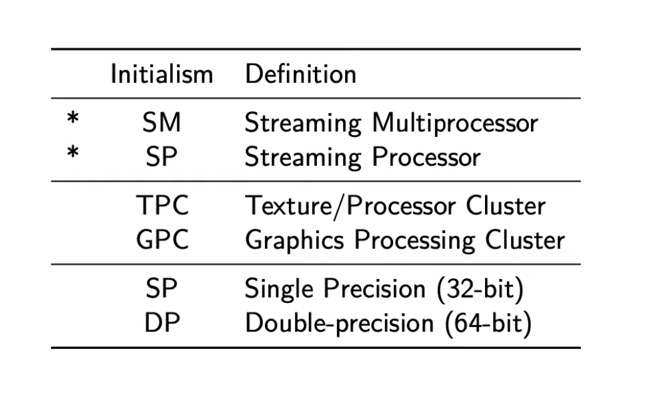 Initialism Definition
* SM Streaming Multiprocessor
* SP Streaming Processor
TPC Texture/Processor Cluster
GPC Graphics Processing Cluster
SP Single Precision (32-bit)
DP Double-precision (64-bit)